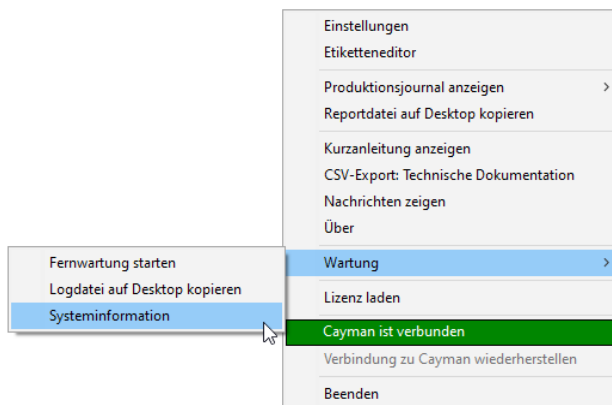 Einstellungen
Etiketteneditor
Produktionsjournal anzeigen
Reportdatei auf Desktop kopieren
Kurzanleitung anzeigen
CSV-Export: Technische Dokumentation
Nachrichten zeigen
Über
Wartung
Fernwartung starten
Logdatei auf Desktop kopieren
Systeminformation
Lizenz laden
Cayman ist verbunden
Verbindung zu Cayman wiederherstellen
Beenden